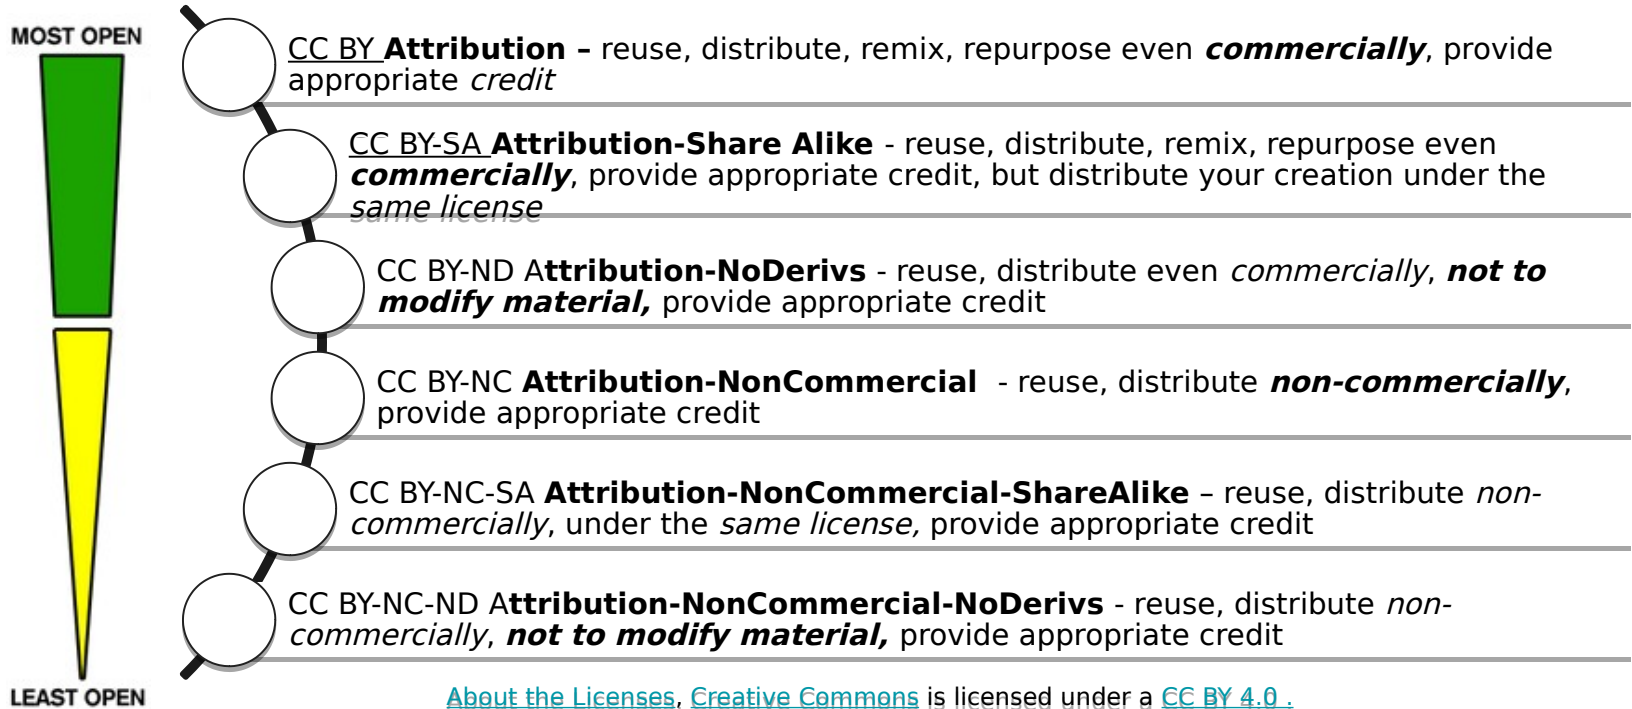 MOST OPEN
CC BY Attribution – reuse, distribute, remix, repurpose even commercially, provide
appropriate credit
CC BY-SA Attribution-Share Alike - reuse, distribute, remix, repurpose even
commercially, provide appropriate credit, but distribute your creation under the
same license
CC BY-ND Attribution-NoDerivs - reuse, distribute even commercially, not to
modify material, provide appropriate credit
CC BY-NC Attribution-NonCommercial  - reuse, distribute non-commercially,
provide appropriate credit
CC BY-NC-SA Attribution-NonCommercial-ShareAlike – reuse, distribute non-
commercially, under the same license, provide appropriate credit
CC BY-NC-ND Attribution-NonCommercial-NoDerivs - reuse, distribute non-
commercially, not to modify material, provide appropriate credit
LEAST OPEN
About the Licenses, Creative Commons is licensed under a CC BY 4.0 .